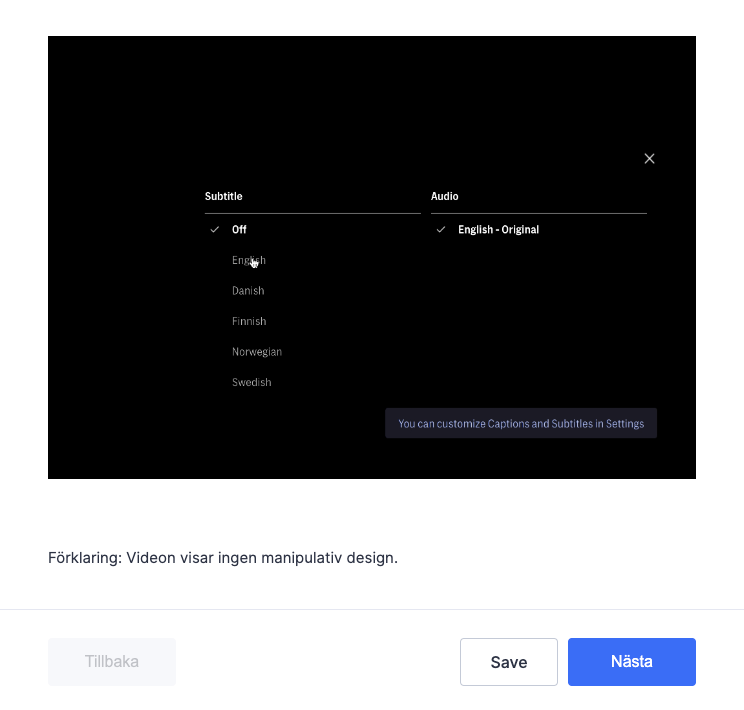 Subtitle
Audio
Off
English - Original
English
Danish
Finnish
Norwegian
Swedish
You can customize Captions and Subtitles in Settings
Förklaring: Videon visar ingen manipulativ design.
Tillbaka
Save
Nästa